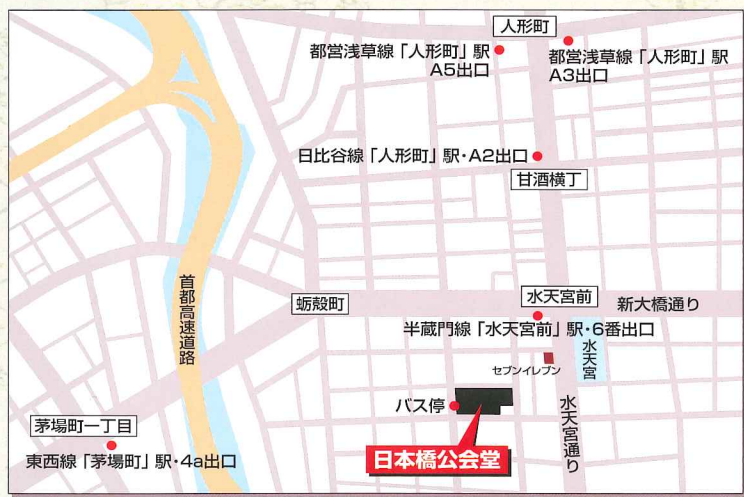 人形町
都営浅草線「人形町」駅
A5出口
都営浅草線「人形町」駅
A3出口
日比谷線「人形町」駅・A2出口
甘酒横丁
首都高速道路
蛎殻町
水天宮前
新大橋通り
半蔵門線「水天宮前」駅・6番出口
水天宮
セブンイレブン
バス停
水天宮通り
茅場町一丁目
東西線「茅場町」駅・4a出口
日本橋公会堂